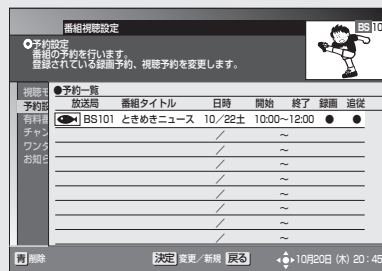 番組視聴設定
BS 10
予約設定
番組の予約を行います。
登録されている録画予約、視聴予約を変更します。
視聴モ
予約設
有料番
チャン
ワンタ
お知ら
●予約一覧
放送局 番組タイトル 日時 開始 終了 録画 追従
BS101 ときめきニュース 10／22土 10:00～12:00 ● ●
／ ～
／ ～
／ ～
／ ～
／ ～
／ ～
／ ～
青 削除 決定 変更／新規 戻る 10月20日 (木) 20：45